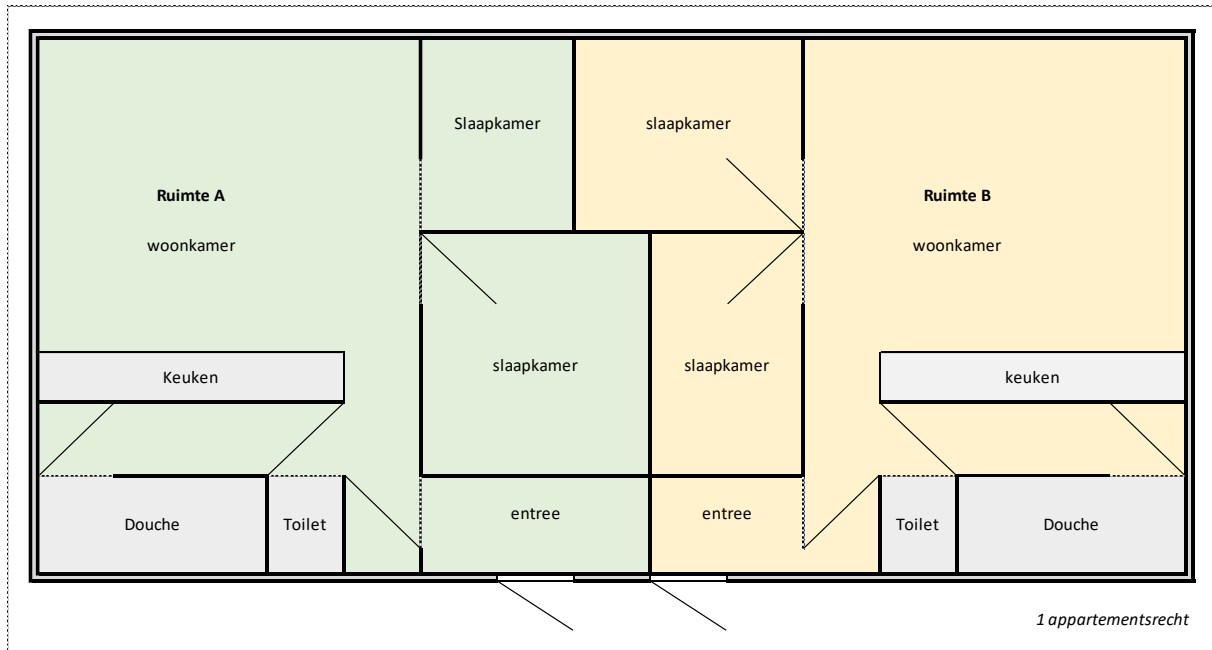 Slaapkamer
slaapkamer
Ruimte A
Ruimte B
woonkamer
woonkamer
slaapkamer
slaapkamer
Keuken
keuken
entree
entree
Douche
Toilet
Toilet
Douche
1 appartementsrecht